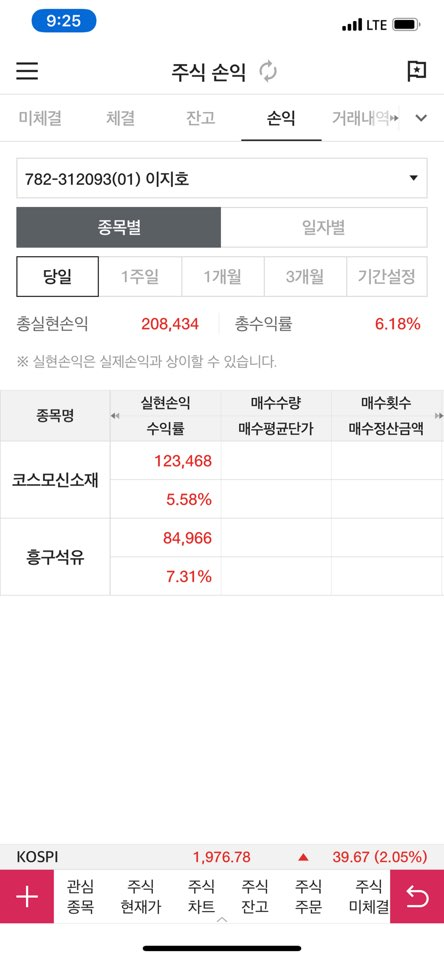 9:25
LTE
주식 손익
미체결 체결 잔고 손익 거래내역
782-312093(01) 이지호
종목별 일자별
당일 1주일 1개월 3개월 기간설정
총실현손익 208,434 총수익률 6.18%
※ 실현손익은 실제손익과 상이할 수 있습니다.
종목명 실현손익 매수수량 매수횟수
수익률 매수평균단가 매수정산금액
코스모신소재 123,468
5.58%
흥구석유 84,966
7.31%
KOSPI 1,976.78 ▲ 39.67 (2.05%)
관심 주식 주식 주식 주식 주식
종목 현재가 차트 잔고 주문 미체결